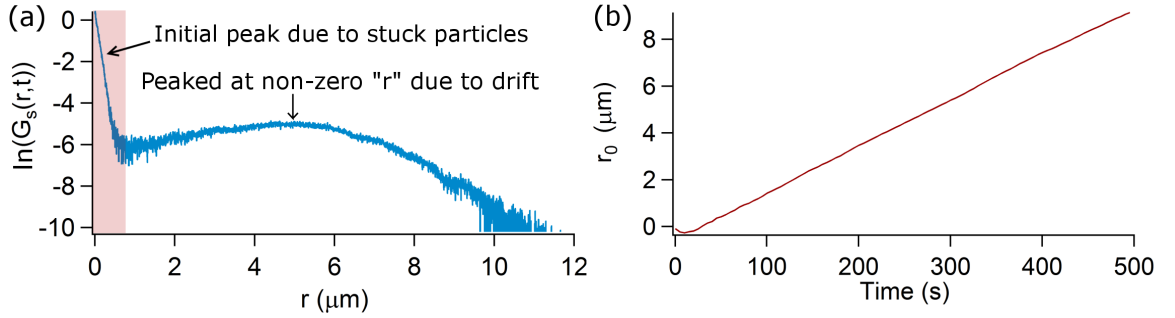 (a)
0
-2
-4
-6
-8
-10
ln(Gs(r,t))
Initial peak due to stuck particles
Peaked at non-zero "r" due to drift
0 2 4 6 8 10 12
r (μm)
(b)
8
6
4
2
0
r0 (μm)
0 100 200 300 400 500
Time (s)